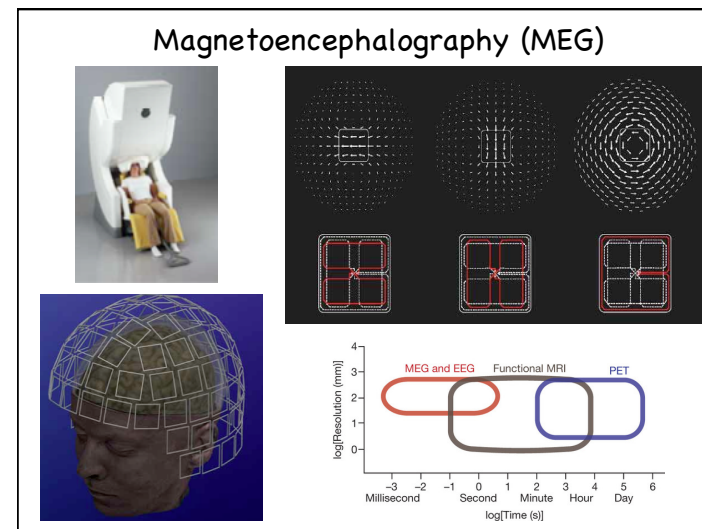 Magnetoencephalography (MEG)
MEG and EEG
Functional MRI
PET
log[Resolution (mm)]
4
3
2
1
0
−3 −2 −1 0 1 2 3 4 5 6
Millisecond Second Minute Hour Day
log[Time (s)]